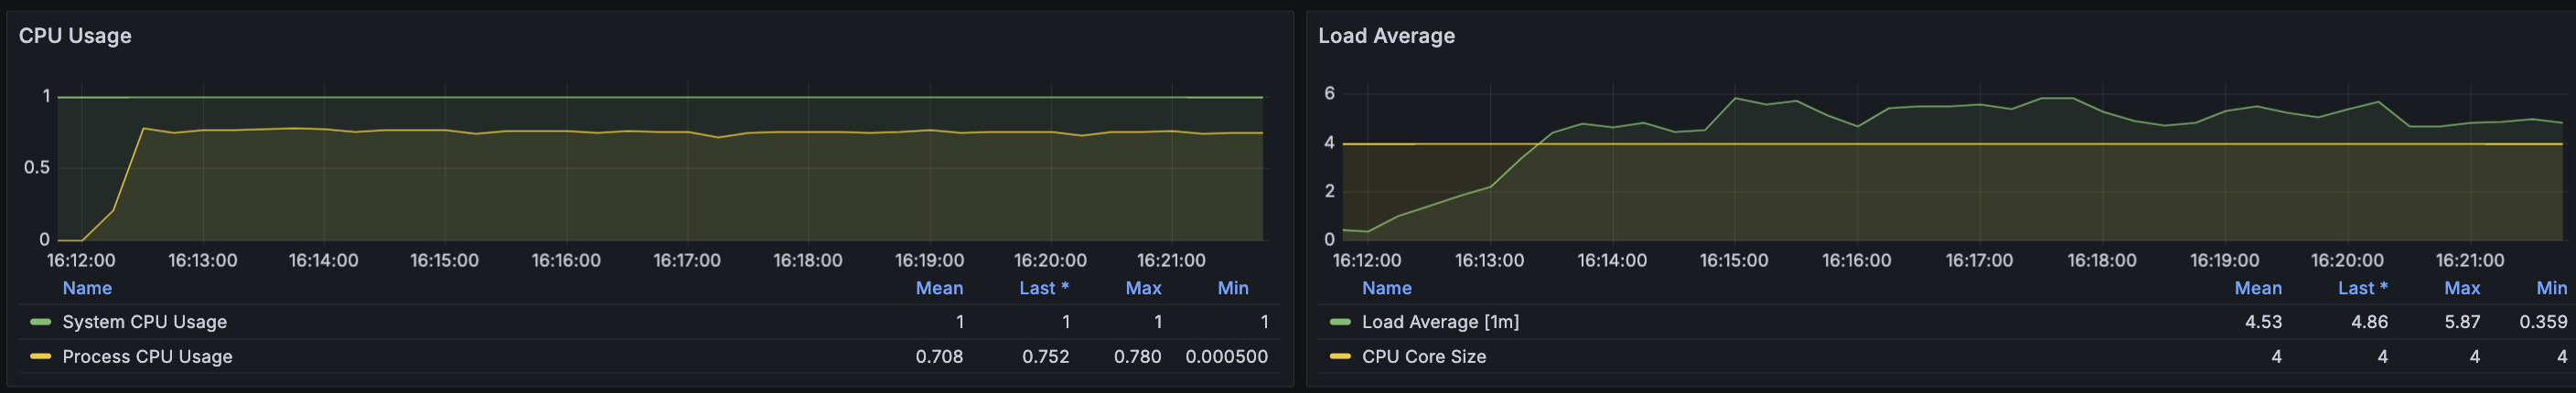 CPU Usage
1
0.5
0
16:12:00 16:13:00 16:14:00 16:15:00 16:16:00 16:17:00 16:18:00 16:19:00 16:20:00 16:21:00
Name Mean Last * Max Min
System CPU Usage 1 1 1 1
Process CPU Usage 0.708 0.752 0.780 0.000500
Load Average
6
4
2
0
16:12:00 16:13:00 16:14:00 16:15:00 16:16:00 16:17:00 16:18:00 16:19:00 16:20:00 16:21:00
Name Mean Last * Max Min
Load Average [1m] 4.53 4.86 5.87 0.359
CPU Core Size 4 4 4 4